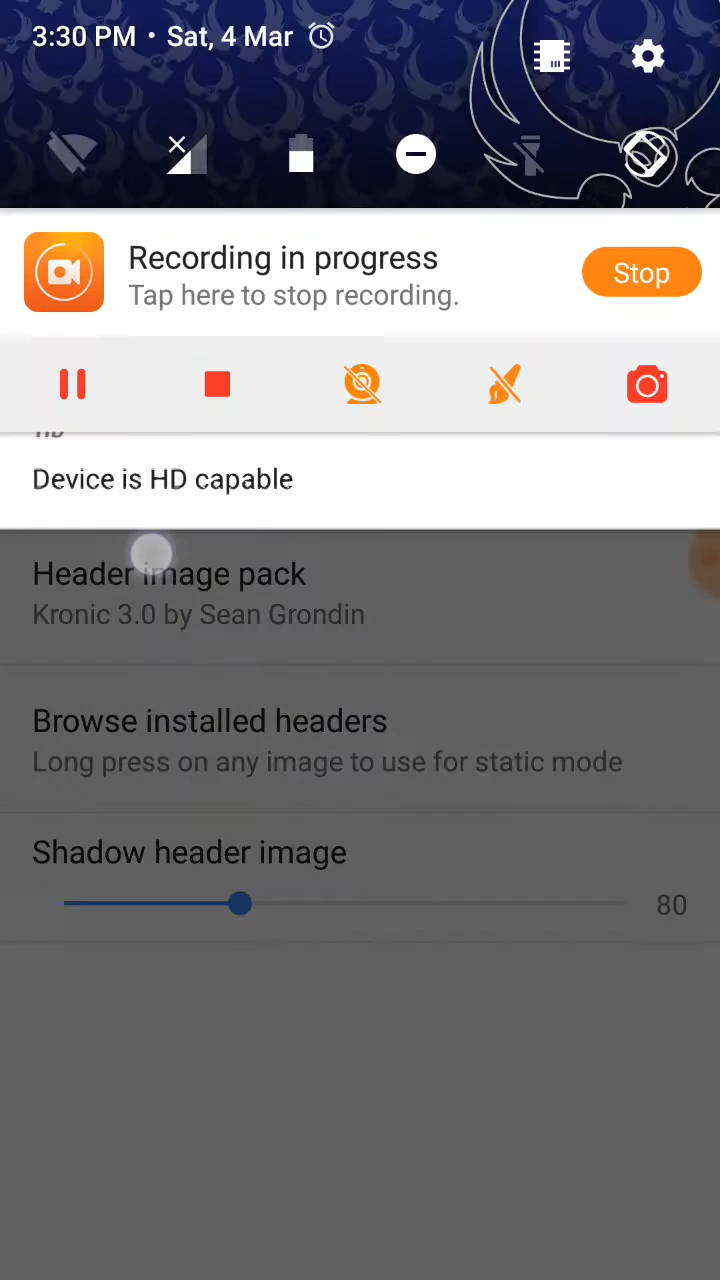 3:30 PM • Sat, 4 Mar
Recording in progress
Tap here to stop recording.
Stop
HD
Device is HD capable
Header image pack
Kronic 3.0 by Sean Grondin
Browse installed headers
Long press on any image to use for static mode
Shadow header image
80